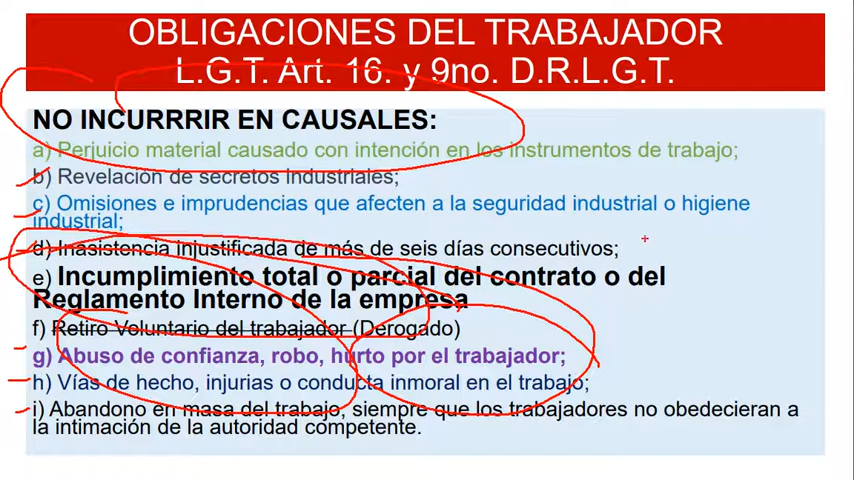 OBLIGACIONES DEL TRABAJADOR
L.G.T. Art. 16. y 9no. D.R.L.G.T.
NO INCURRRIR EN CAUSALES:
a) Perjuicio material causado con intención en los instrumentos de trabajo;
b) Revelación de secretos industriales;
c) Omisiones e imprudencias que afecten a la seguridad industrial o higiene
industrial;
d) Inasistencia injustificada de más de seis días consecutivos;
e) Incumplimiento total o parcial del contrato o del
Reglamento Interno de la empresa
f) Retiro Voluntario del trabajador (Derogado)
g) Abuso de confianza, robo, hurto por el trabajador;
h) Vías de hecho, injurias o conducta inmoral en el trabajo;
i) Abandono en masa del trabajo, siempre que los trabajadores no obedecieran a
la intimación de la autoridad competente.